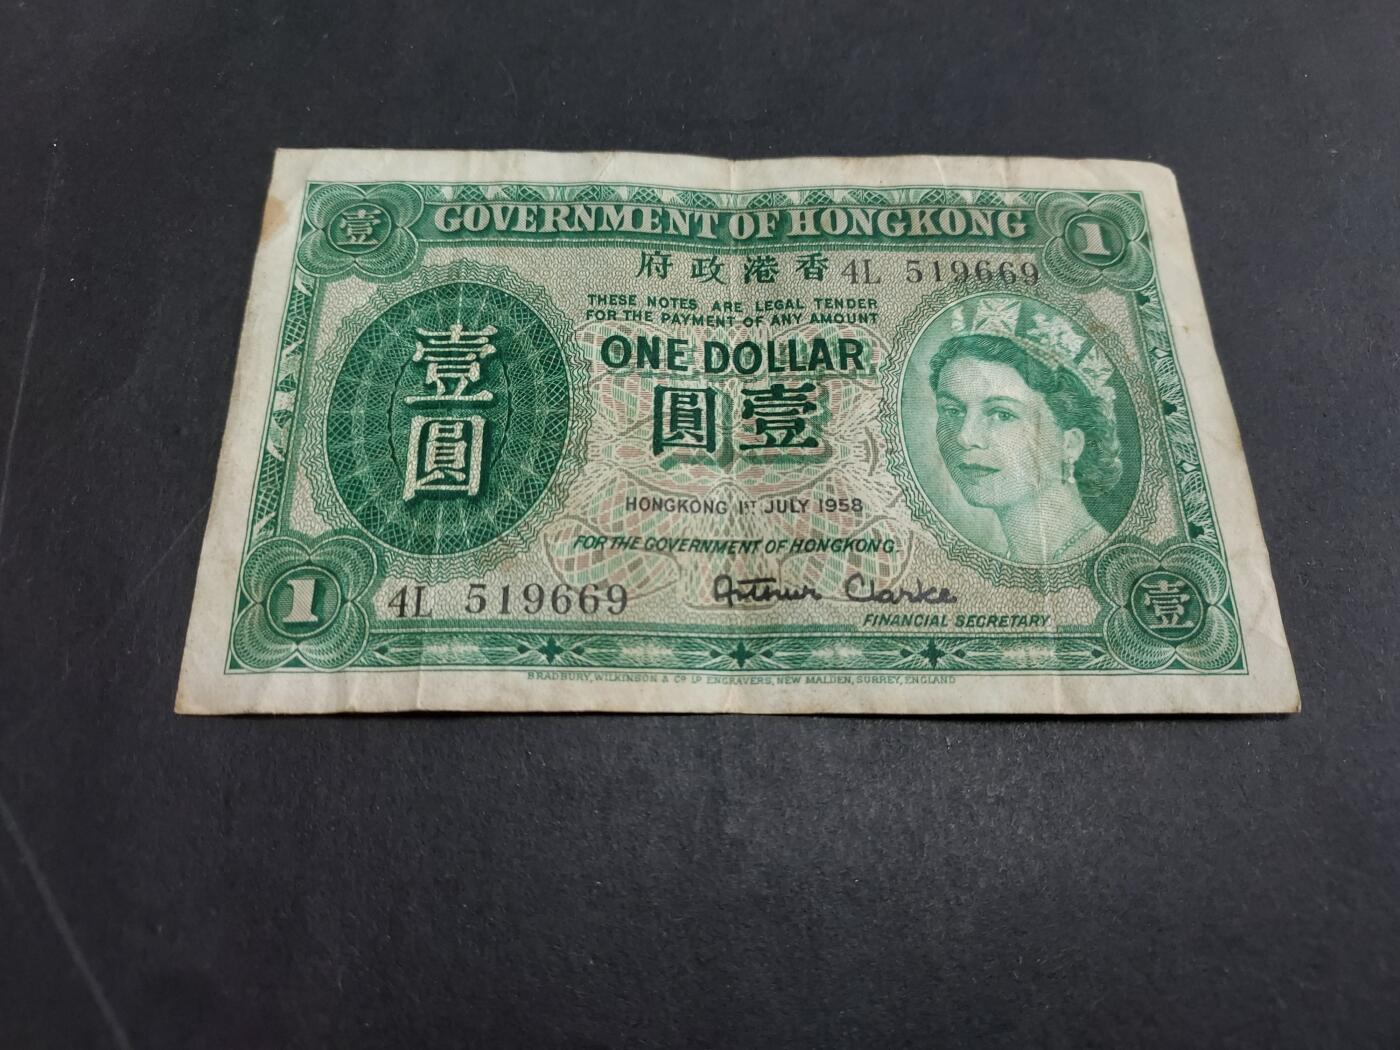 壹
GOVERNMENT OF HONGKONG
1
府政港香
4L 519669
THESE NOTES ARE LEGAL TENDER
FOR THE PAYMENT OF ANY AMOUNT
ONE DOLLAR
圓壹
壹圓
HONGKONG 1ST JULY 1958
FOR THE GOVERNMENT OF HONGKONG.
1
4L 519669
Arthur Clarke
FINANCIAL SECRETARY
壹
BRADBURY, WILKINSON & Co Ld ENGRAVERS, NEW MALDEN, SURREY, ENGLAND